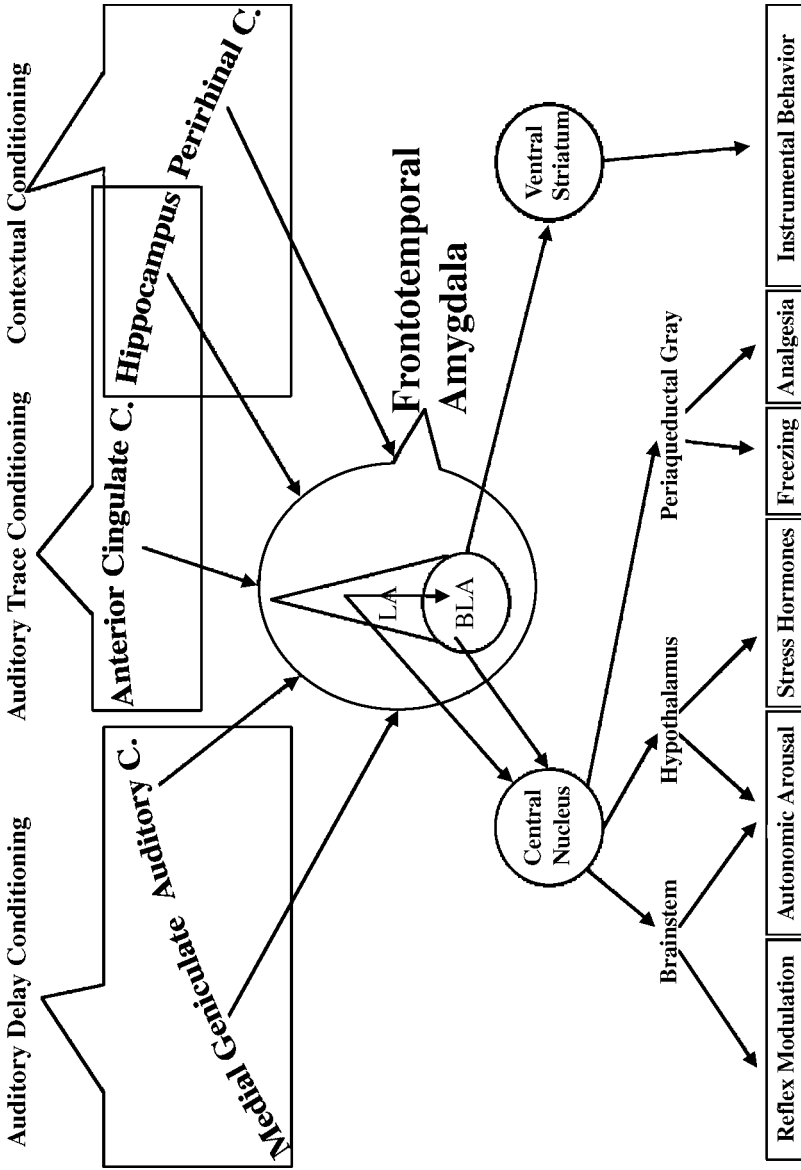 Auditory Delay Conditioning
Auditory Trace Conditioning
Contextual Conditioning
Medial Geniculate
Auditory C.
Anterior Cingulate C.
Hippocampus
Perirhinal C.
Frontotemporal
Amygdala
LA
BLA
Central
Nucleus
Ventral
Striatum
Brainstem
Hypothalamus
Periaqueductal Gray
Reflex Modulation
Autonomic Arousal
Stress Hormones
Freezing
Analgesia
Instrumental Behavior